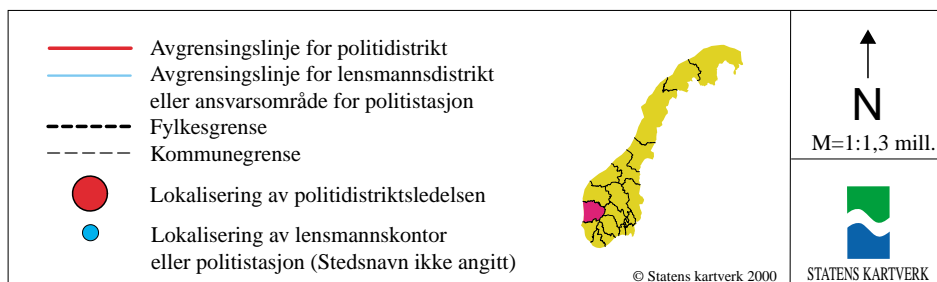 Avgrensingslinje for politidistrikt
Avgrensingslinje for lensmannsdistrikt
eller ansvarsområde for politistasjon
Fylkesgrense
Kommunegrense
Lokalisering av politidistriktsledelsen
Lokalisering av lensmannskontor
eller politistasjon (Stedsnavn ikke angitt)
© Statens kartverk 2000
N
M=1:1,3 mill.
STATENS KARTVERK